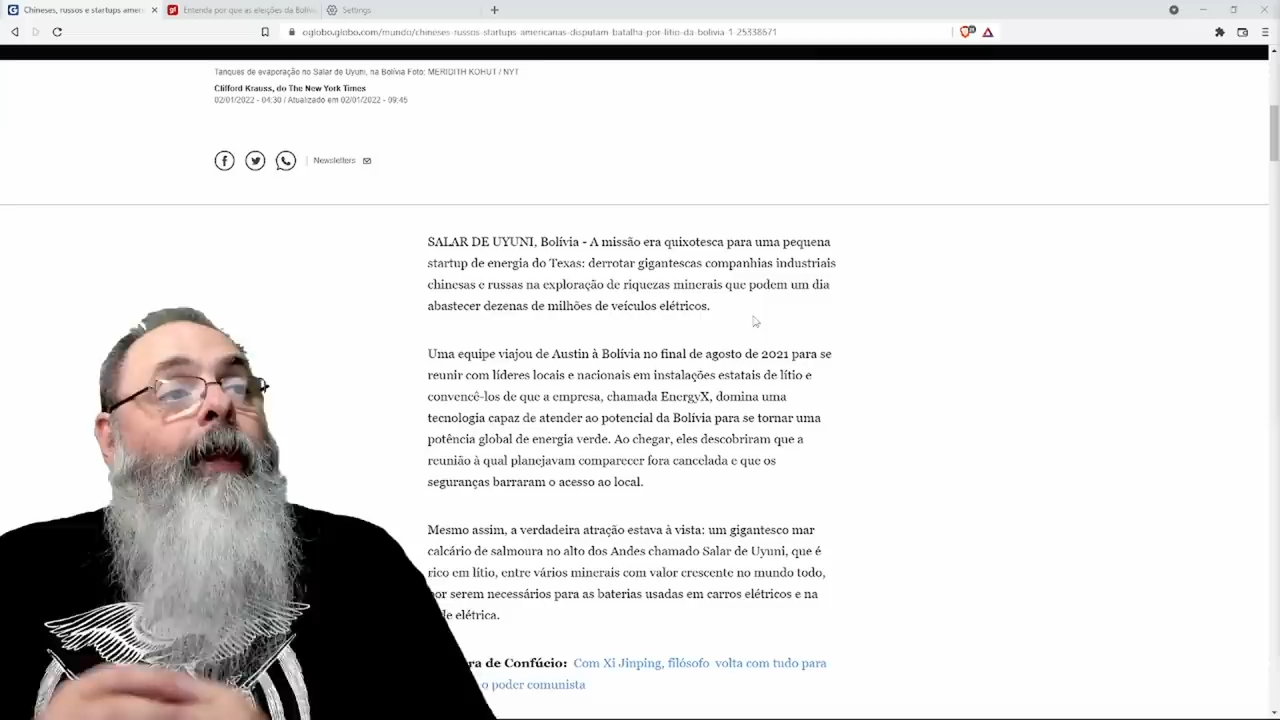 Chineses, russos e startups amer
Entenda por que as eleições da Bolív
Settings
oglobo.globo.com/mundo/chineses-russos-startups-americanas-disputam-batalha-por-litio-da-bolivia-1-25338671
Tanques de evaporação no Salar de Uyuni, na Bolívia Foto: MERIDITH KOHUT / NYT
Clifford Krauss, do The New York Times
02/01/2022 - 04:30 / Atualizado em 02/01/2022 - 09:45
Newsletters
SALAR DE UYUNI, Bolívia - A missão era quixotesca para uma pequena
startup de energia do Texas: derrotar gigantescas companhias industriais
chinesas e russas na exploração de riquezas minerais que podem um dia
abastecer dezenas de milhões de veículos elétricos.
Uma equipe viajou de Austin à Bolívia no final de agosto de 2021 para se
reunir com líderes locais e nacionais em instalações estatais de lítio e
convencê-los de que a empresa, chamada EnergyX, domina uma
tecnologia capaz de atender ao potencial da Bolívia para se tornar uma
potência global de energia verde. Ao chegar, eles descobriram que a
reunião à qual planejavam comparecer fora cancelada e que os
seguranças barraram o acesso ao local.
Mesmo assim, a verdadeira atração estava à vista: um gigantesco mar
calcário de salmoura no alto dos Andes chamado Salar de Uyuni, que é
rico em lítio, entre vários minerais com valor crescente no mundo todo,
por serem necessários para as baterias usadas em carros elétricos e na
elétrica.
ra de Confúcio: Com Xi Jinping, filósofo volta com tudo para
o poder comunista